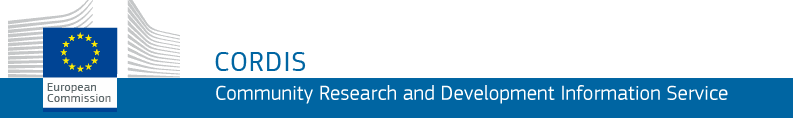 CORDIS
European
Commission
Community Research and Development Information Service